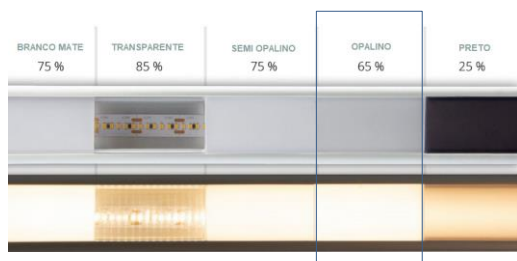 BRANCO MATE
75 %
TRANSPARENTE
85 %
SEMI OPALINO
75 %
OPALINO
65 %
PRETO
25 %